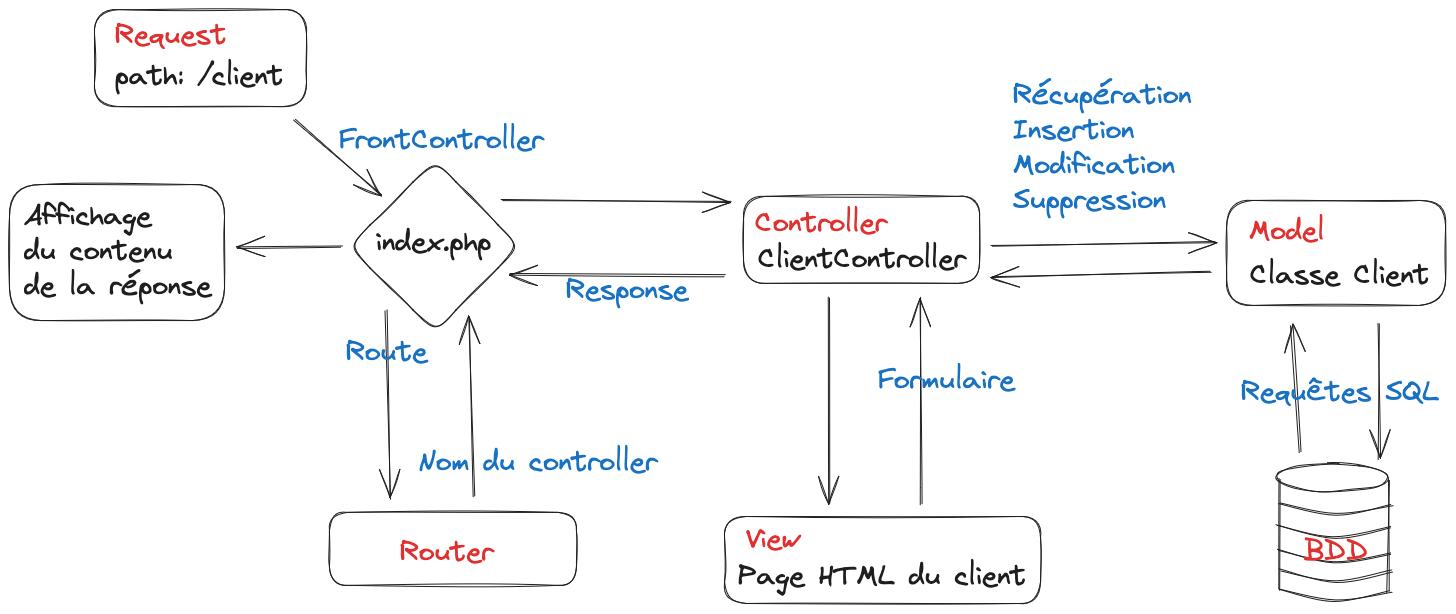 Request
path: /client
FrontController
Affichage
du contenu
de la réponse
index.php
Response
Route
Nom du controller
Router
Controller
ClientController
Formulaire
View
Page HTML du client
Récupération
Insertion
Modification
Suppression
Model
Classe Client
Requêtes SQL
BDD